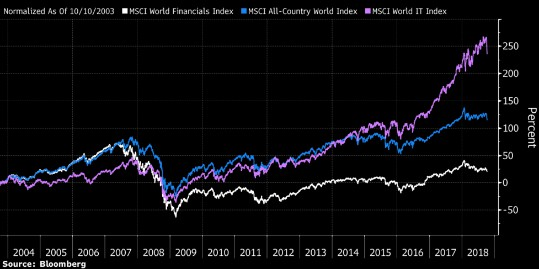 Normalized As Of 10/10/2003 MSCI World Financials Index MSCI All-Country World Index MSCI World IT Index
250
200
150
100
50
0
-50
Percent
2004 2005 2006 2007 2008 2009 2010 2011 2012 2013 2014 2015 2016 2017 2018
Source: Bloomberg